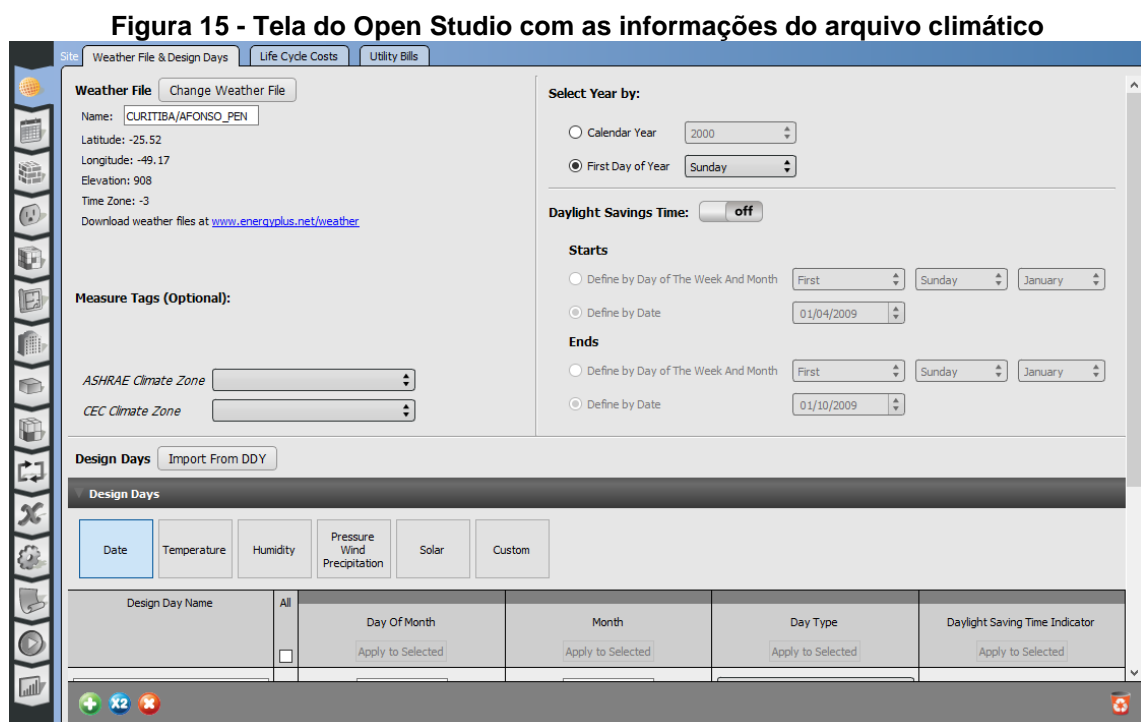 Figura 15 - Tela do Open Studio com as informações do arquivo climático
Site Weather File & Design Days Life Cycle Costs Utility Bills
Weather File Change Weather File
Name: CURITIBA/AFONSO_PEN
Latitude: -25.52
Longitude: -49.17
Elevation: 908
Time Zone: -3
Download weather files at www.energyplus.net/weather
Measure Tags (Optional):
ASHRAE Climate Zone
CEC Climate Zone
Select Year by:
Calendar Year 2000
First Day of Year Sunday
Daylight Savings Time: off
Starts
Define by Day of The Week And Month First Sunday January
Define by Date 01/04/2009
Ends
Define by Day of The Week And Month First Sunday January
Define by Date 01/10/2009
Design Days Import From DDY
Design Days
Date Temperature Humidity Pressure Wind Precipitation Solar Custom
Design Day Name All
Day Of Month Month Day Type Daylight Saving Time Indicator
Apply to Selected Apply to Selected Apply to Selected Apply to Selected
X2